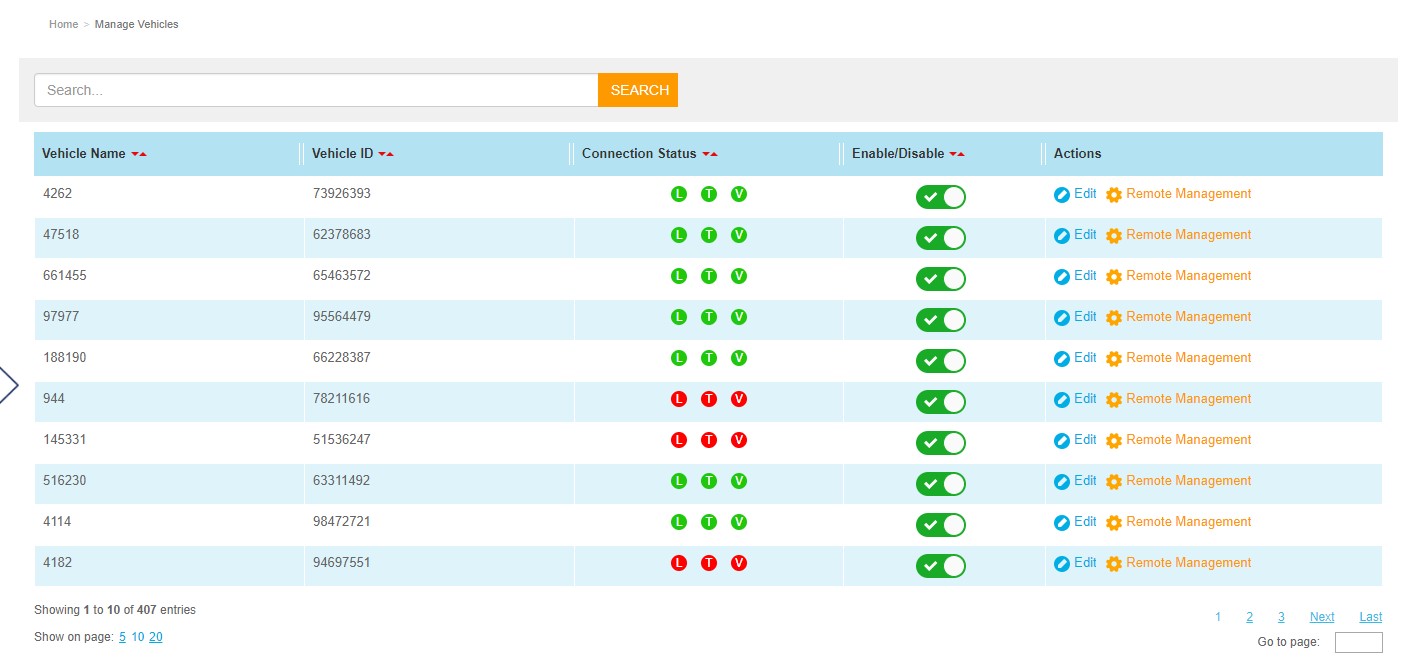 Home > Manage Vehicles
Search... SEARCH
Vehicle Name Vehicle ID Connection Status Enable/Disable Actions
4262 73926393 L T V Edit Remote Management
47518 62378683 L T V Edit Remote Management
661455 65463572 L T V Edit Remote Management
97977 95564479 L T V Edit Remote Management
188190 66228387 L T V Edit Remote Management
944 78211616 L T V Edit Remote Management
145331 51536247 L T V Edit Remote Management
516230 63311492 L T V Edit Remote Management
4114 98472721 L T V Edit Remote Management
4182 94697551 L T V Edit Remote Management
Showing 1 to 10 of 407 entries
1 2 3 Next Last
Show on page: 5 10 20
Go to page: